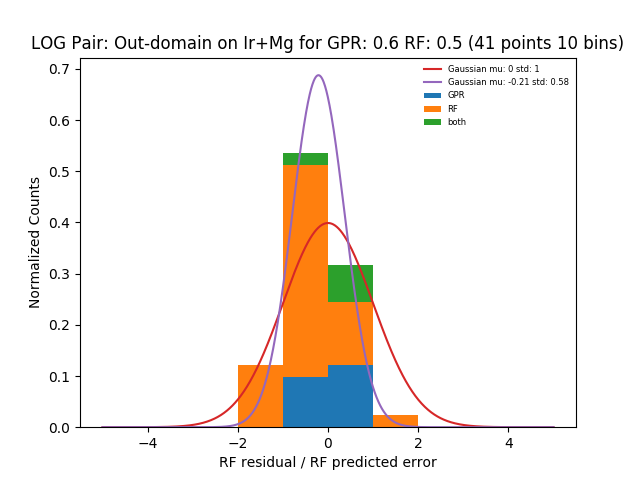 LOG Pair: Out-domain on Ir+Mg for GPR: 0.6 RF: 0.5 (41 points 10 bins)
Gaussian mu: 0 std: 1
Gaussian mu: -0.21 std: 0.58
GPR
RF
both
Normalized Counts
0.7
0.6
0.5
0.4
0.3
0.2
0.1
0.0
−4
−2
0
2
4
RF residual / RF predicted error